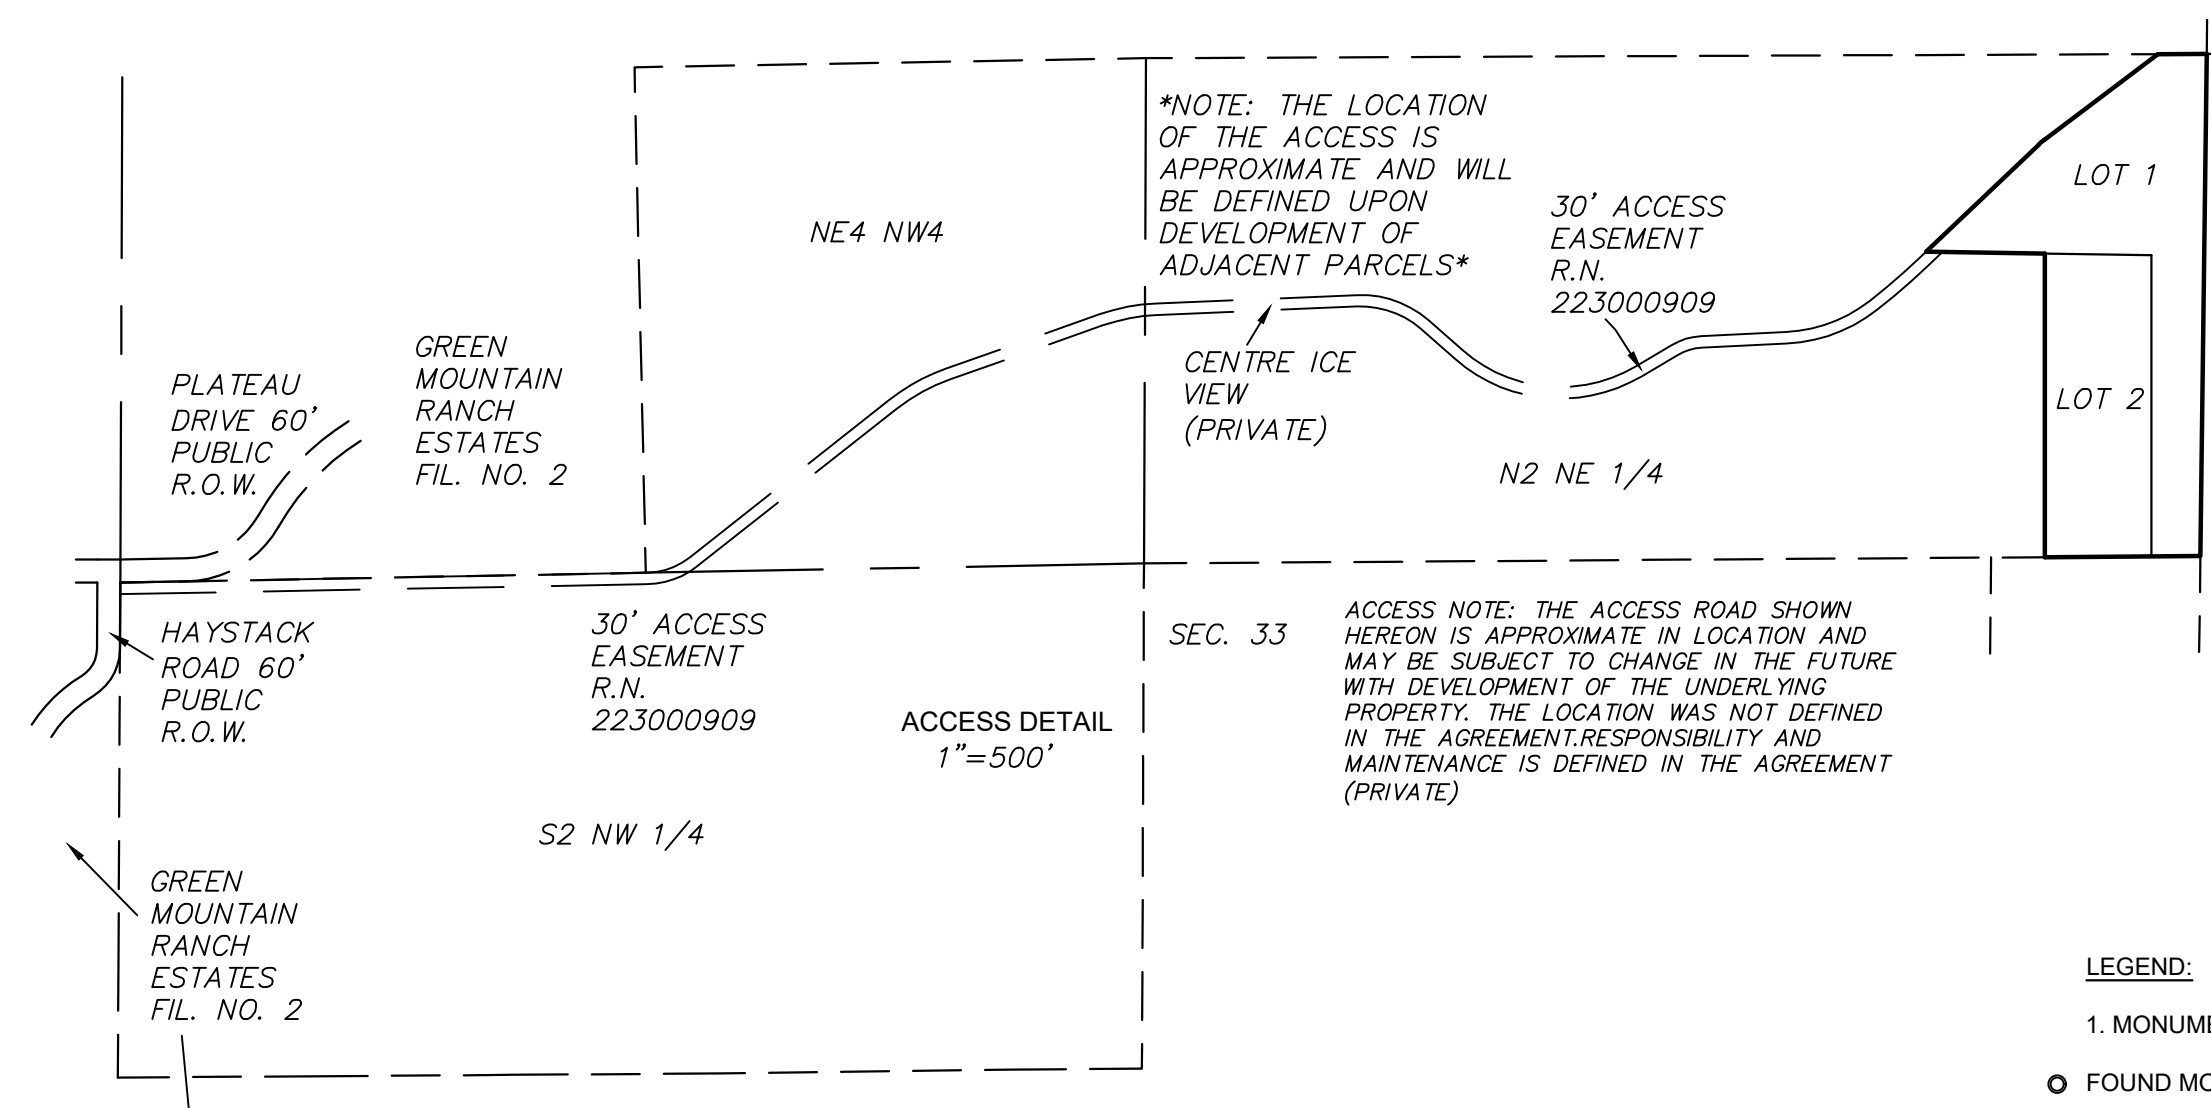 *NOTE: THE LOCATION
OF THE ACCESS IS
APPROXIMATE AND WILL
BE DEFINED UPON
DEVELOPMENT OF
ADJACENT PARCELS*
LOT 1
NE4 NW4
30' ACCESS
EASEMENT
R.N.
223000909
GREEN
MOUNTAIN
RANCH
ESTATES
FIL. NO. 2
PLATEAU
DRIVE 60'
PUBLIC
R.O.W.
CENTRE ICE
VIEW
(PRIVATE)
LOT 2
N2 NE 1/4
HAYSTACK
ROAD 60'
PUBLIC
R.O.W.
30' ACCESS
EASEMENT
R.N.
223000909
SEC. 33
ACCESS NOTE: THE ACCESS ROAD SHOWN
HEREON IS APPROXIMATE IN LOCATION AND
MAY BE SUBJECT TO CHANGE IN THE FUTURE
WITH DEVELOPMENT OF THE UNDERLYING
PROPERTY. THE LOCATION WAS NOT DEFINED
IN THE AGREEMENT.RESPONSIBILITY AND
MAINTENANCE IS DEFINED IN THE AGREEMENT
(PRIVATE)
ACCESS DETAIL
1"=500'
S2 NW 1/4
GREEN
MOUNTAIN
RANCH
ESTATES
FIL. NO. 2
LEGEND:
1.
FOUND